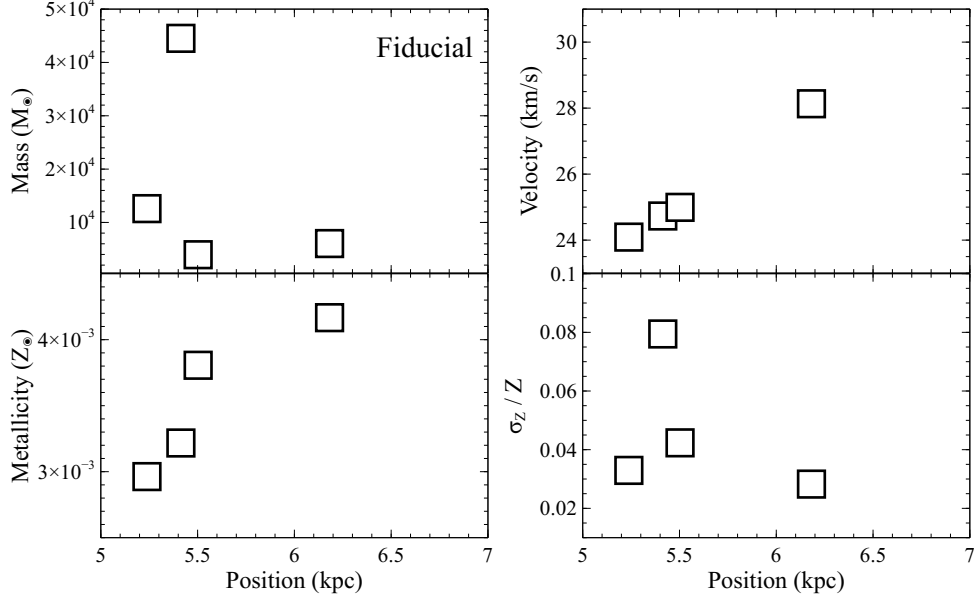 5×10⁴
4×10⁴
3×10⁴
2×10⁴
10⁴
Mass (M⊙)
Fiducial
30
28
26
24
Velocity (km/s)
4×10⁻³
3×10⁻³
Metallicity (Z⊙)
5 5.5 6 6.5 7
Position (kpc)
0.1
0.08
0.06
0.04
0.02
σ_Z / Z
5 5.5 6 6.5 7
Position (kpc)